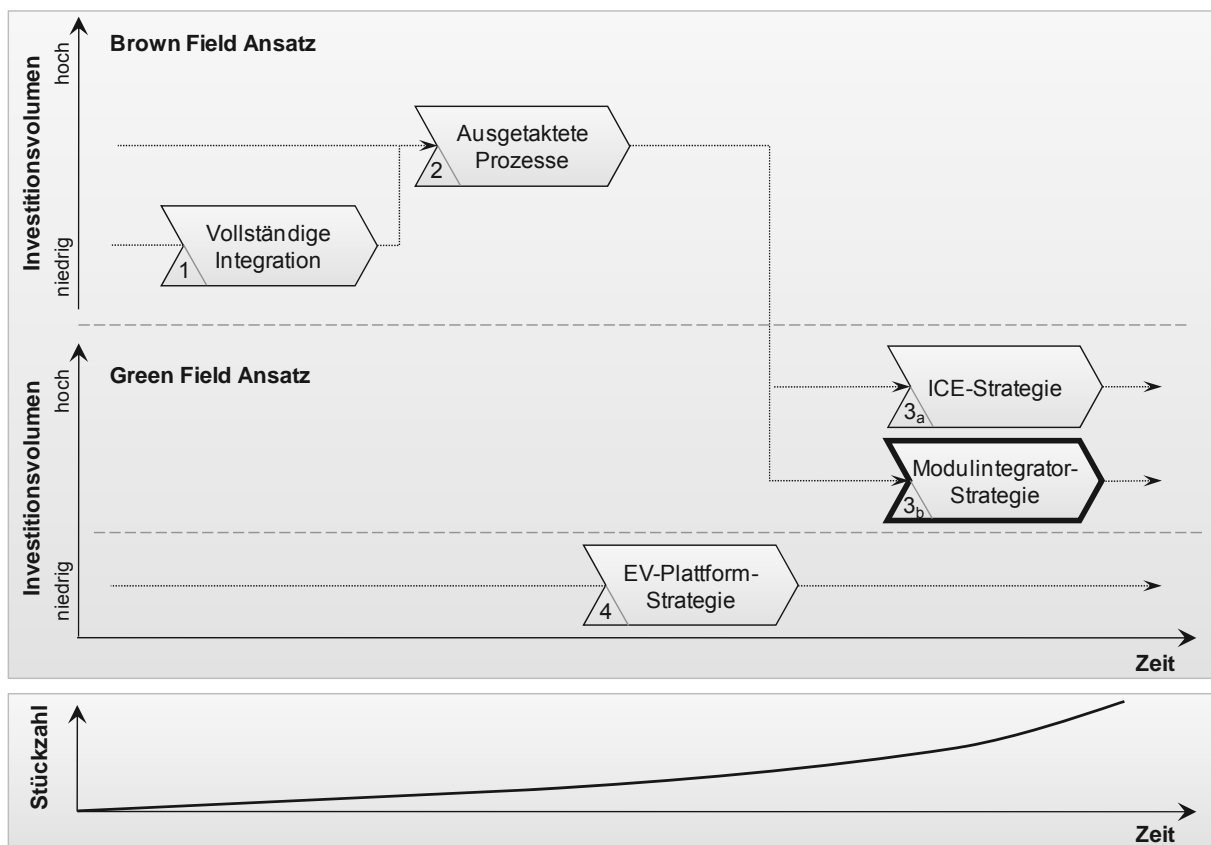 Brown Field Ansatz
Investitionsvolumen
hoch
niedrig
Ausgetaktete
Prozesse
2
Vollständige
Integration
1
Green Field Ansatz
Investitionsvolumen
hoch
niedrig
ICE-Strategie
3a
Modulintegrator-
Strategie
3b
EV-Plattform-
Strategie
4
Zeit
Stückzahl
Zeit